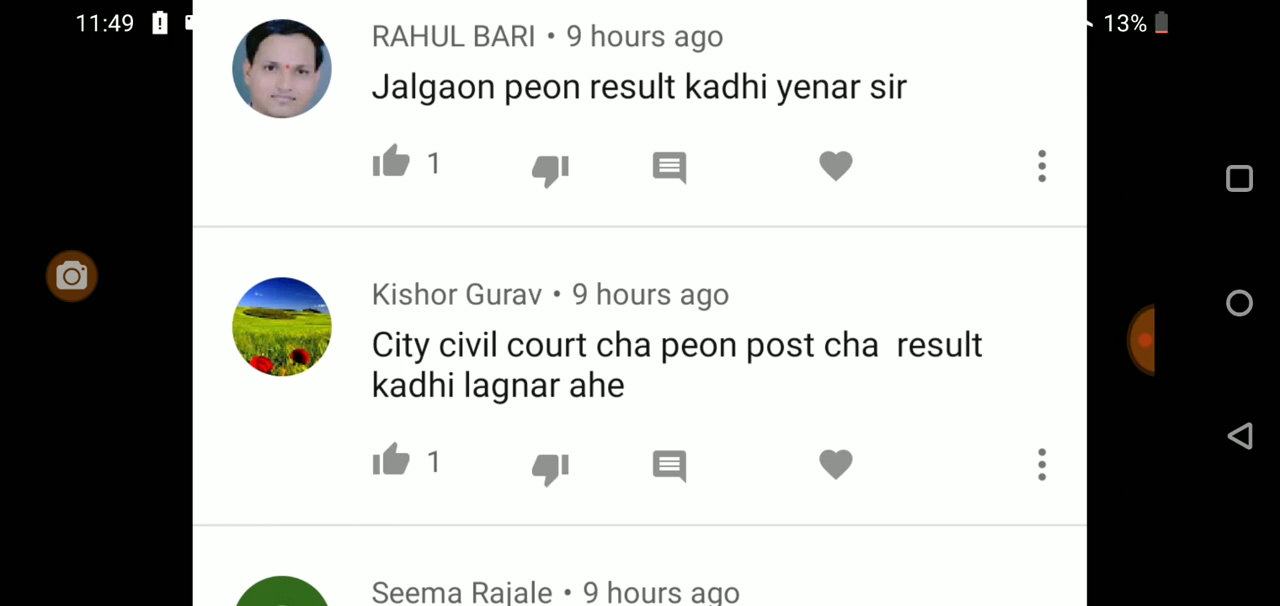 11:49
13%
RAHUL BARI • 9 hours ago
Jalgaon peon result kadhi yenar sir
1
Kishor Gurav • 9 hours ago
City civil court cha peon post cha result
kadhi lagnar ahe
1
Seema Rajale • 9 hours ago